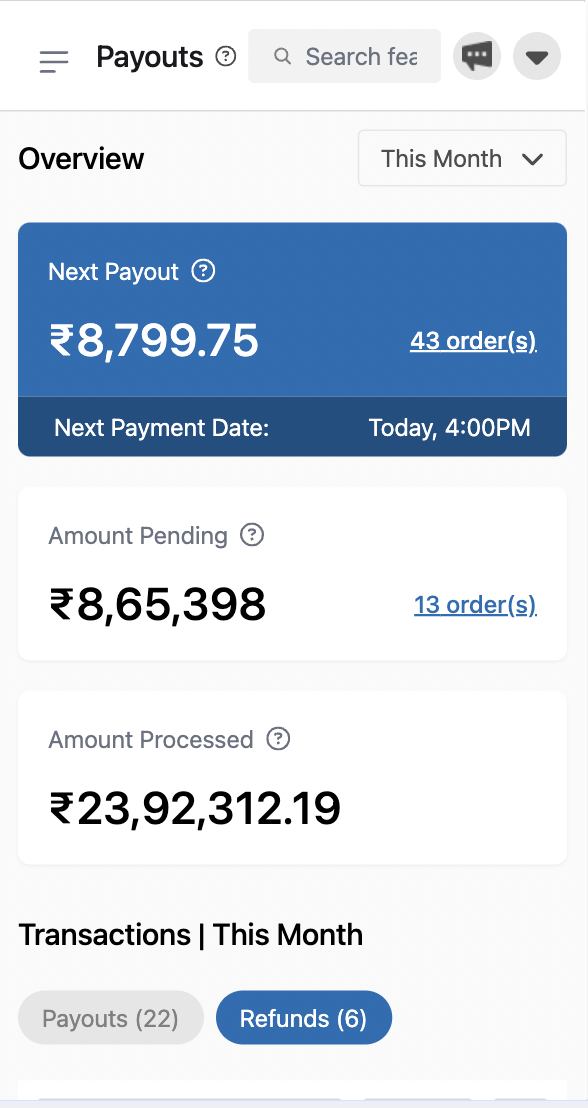 Payouts ? Search fea
Overview
This Month
Next Payout ?
₹8,799.75 43 order(s)
Next Payment Date: Today, 4:00PM
Amount Pending ?
₹8,65,398 13 order(s)
Amount Processed ?
₹23,92,312.19
Transactions | This Month
Payouts (22) Refunds (6)